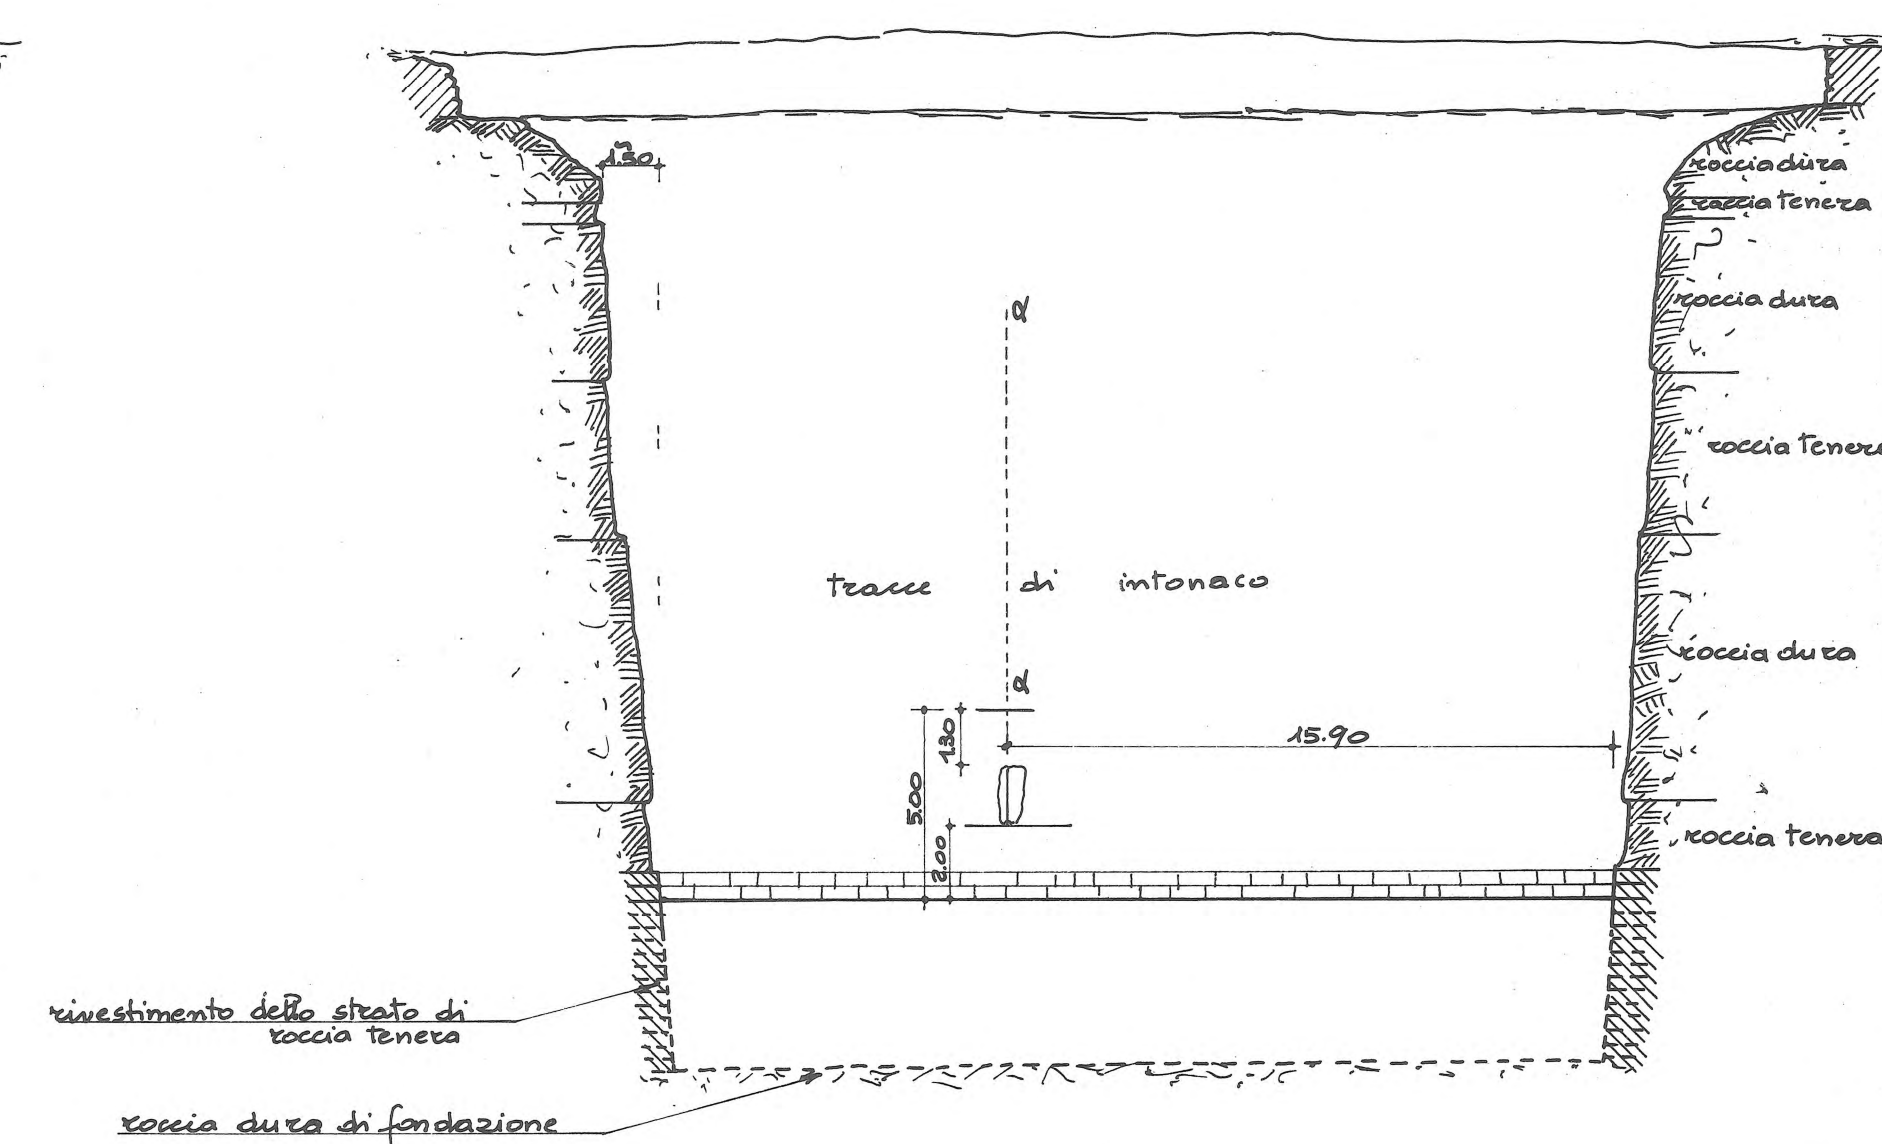 1.50
roccia dura
roccia tenera
α
roccia dura
roccia tenera
tracce di intonaco
roccia dura
α
1.30
15.90
5.00
2.00
roccia tenera
rivestimento dello strato di
roccia tenera
roccia dura di fondazione